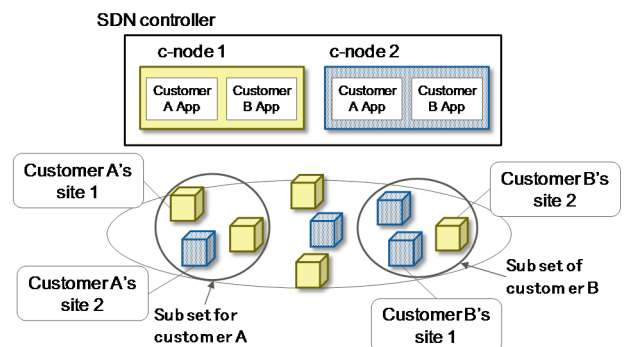 SDN controller
c-node 1
c-node 2
Customer
A App
Customer
B App
Customer
A App
Customer
B App
Customer A's
site 1
Customer B's
site 2
Customer A's
site 2
Subset for
customer A
Customer B's
site 1
Subset of
customer B